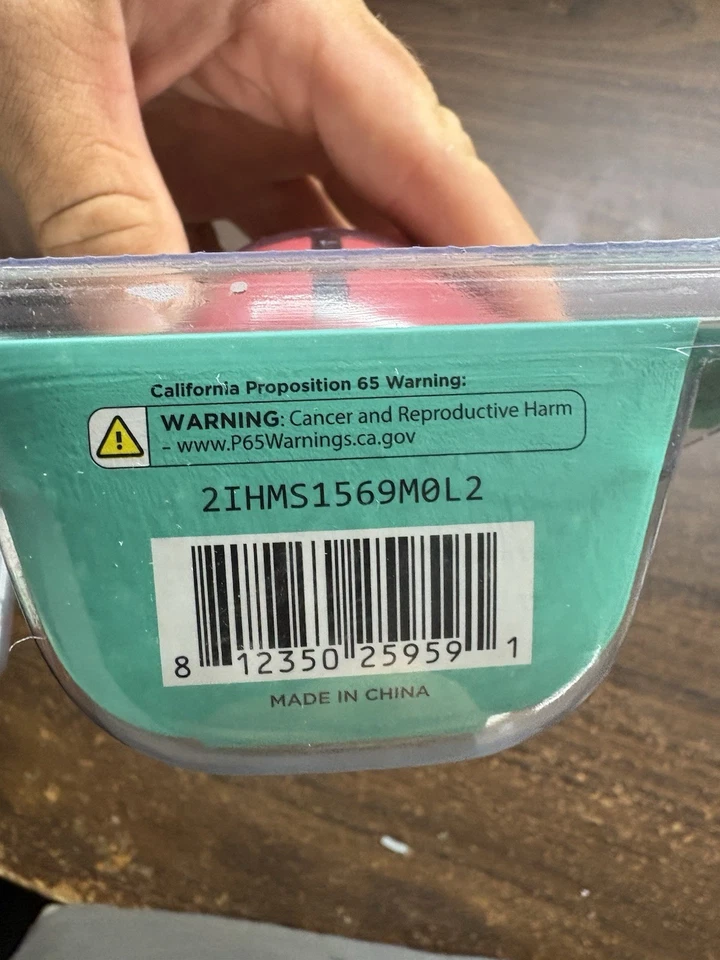 California Proposition 65 Warning:
WARNING: Cancer and Reproductive Harm
– www.P65Warnings.ca.gov
2IHMS1569M0L2
8 12350 25959 1
MADE IN CHINA